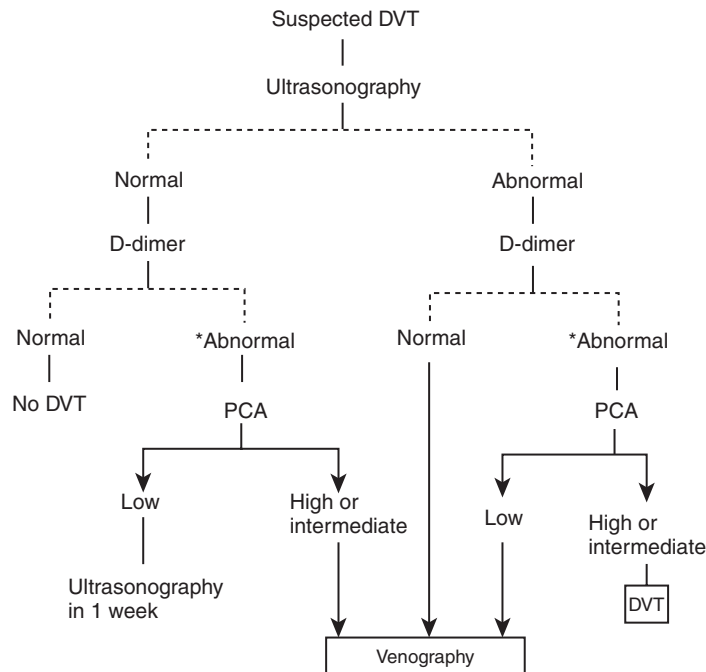 Suspected DVT
Ultrasonography
Normal
Abnormal
D-dimer
D-dimer
Normal
*Abnormal
Normal
*Abnormal
No DVT
PCA
PCA
Low
High or
intermediate
Low
High or
intermediate
Ultrasonography
in 1 week
DVT
Venography